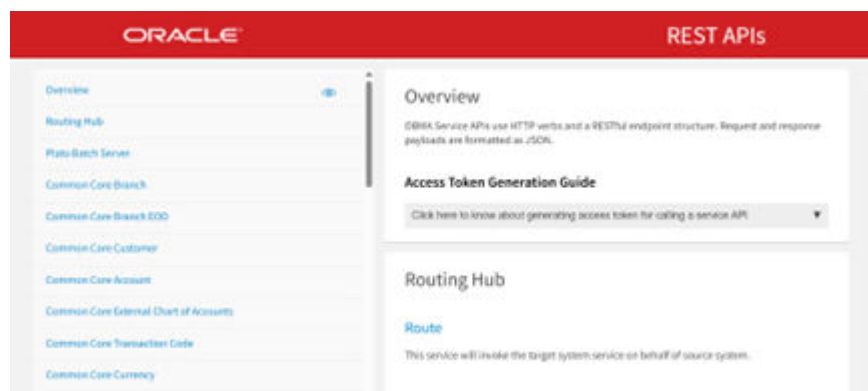 ORACLE
REST APIs
Overview
Routing Hub
Plato Batch Server
Common Core Branch
Common Core Branch EOD
Common Core Customer
Common Core Account
Common Core External Chart of Accounts
Common Core Transaction Code
Common Core Currency
Overview
OBMA Service APIs use HTTP verbs and a RESTful endpoint structure. Request and response
payloads are formatted as JSON.
Access Token Generation Guide
Click here to know about generating access token for calling a service API
Routing Hub
Route
This service will invoke the target system service on behalf of source system.